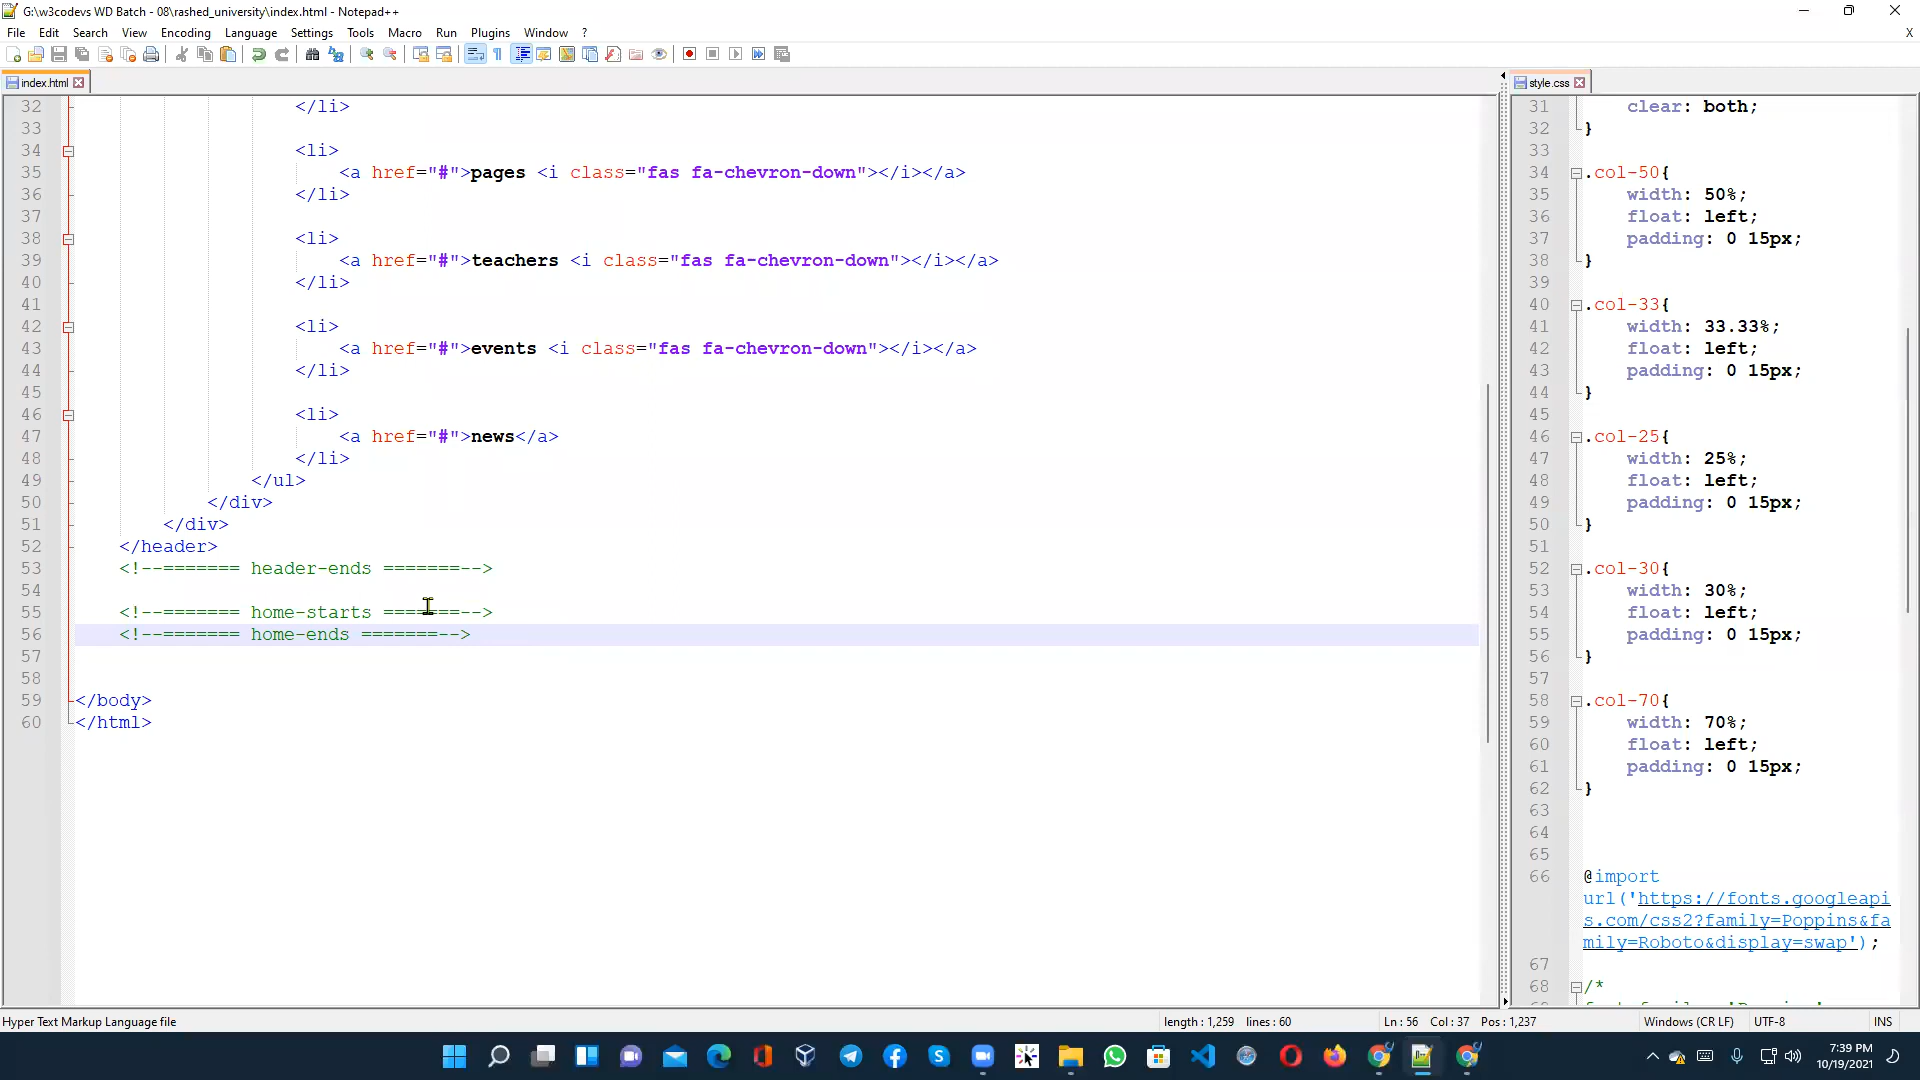 G:\w3codevs WD Batch - 08\rashed_university\index.html - Notepad++
File Edit Search View Encoding Language Settings Tools Macro Run Plugins Window ? X
index.html
32 </li>
33
34 <li>
35 <a href="#">pages <i class="fas fa-chevron-down"></i></a>
36 </li>
37
38 <li>
39 <a href="#">teachers <i class="fas fa-chevron-down"></i></a>
40 </li>
41
42 <li>
43 <a href="#">events <i class="fas fa-chevron-down"></i></a>
44 </li>
45
46 <li>
47 <a href="#">news</a>
48 </li>
49 </ul>
50 </div>
51 </div>
52 </header>
53 <!--======= header-ends =======-->
54
55 <!--======= home-starts =======-->
56 <!--======= home-ends =======-->
57
58
59 </body>
60 </html>
style.css
31 clear: both;
32 }
33
34 .col-50{
35 width: 50%;
36 float: left;
37 padding: 0 15px;
38 }
39
40 .col-33{
41 width: 33.33%;
42 float: left;
43 padding: 0 15px;
44 }
45
46 .col-25{
47 width: 25%;
48 float: left;
49 padding: 0 15px;
50 }
51
52 .col-30{
53 width: 30%;
54 float: left;
55 padding: 0 15px;
56 }
57
58 .col-70{
59 width: 70%;
60 float: left;
61 padding: 0 15px;
62 }
63
64
65
66 @import
url('https://fonts.googleapi
s.com/css2?family=Poppins&fa
mily=Roboto&display=swap');
67
68 /*
Hyper Text Markup Language file length : 1,259 lines : 60 Ln : 56 Col : 37 Pos : 1,237 Windows (CR LF) UTF-8 INS
7:39 PM
10/19/2021